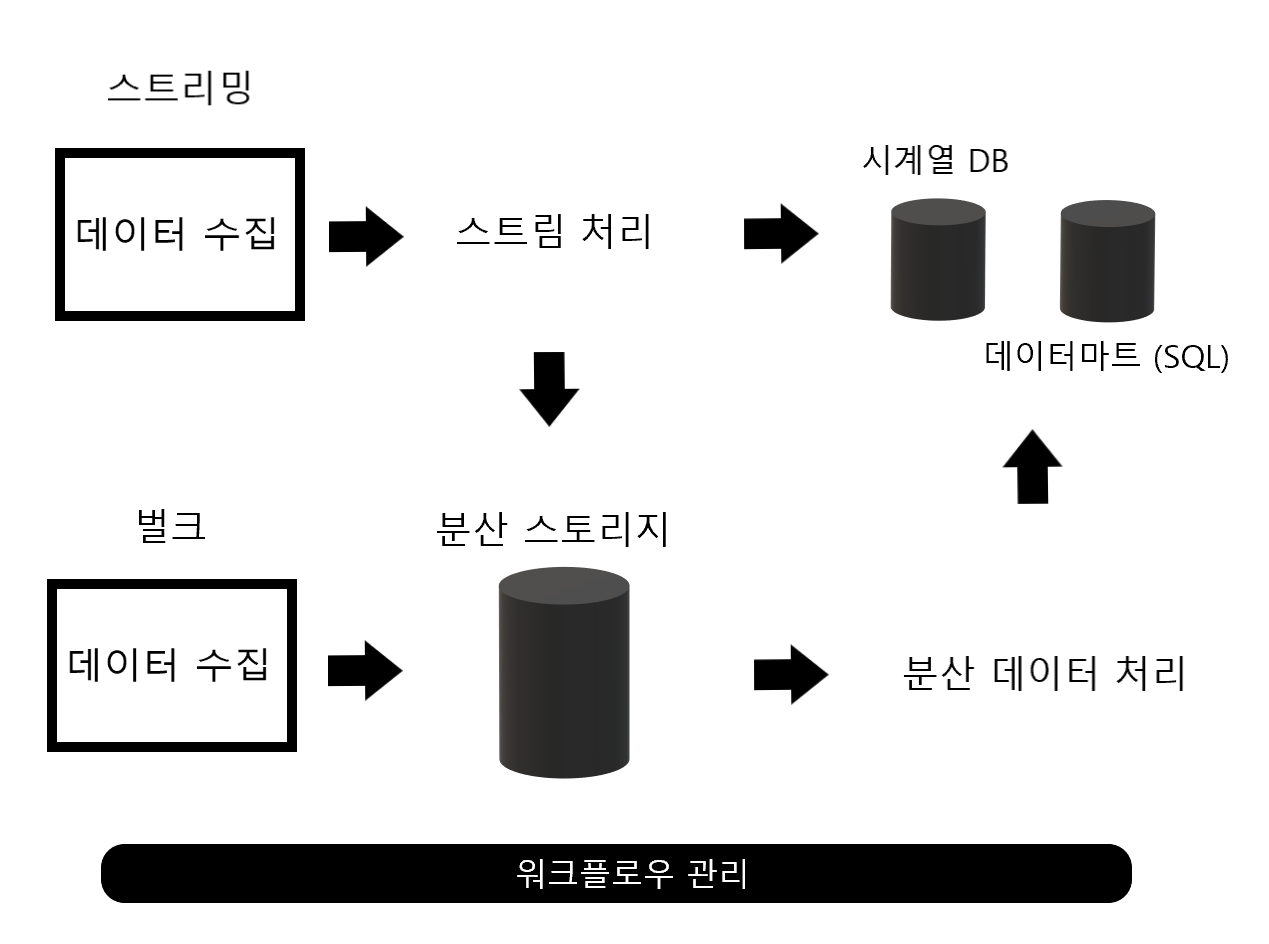 스트리밍
데이터 수집
스트림 처리
시계열 DB
데이터마트 (SQL)
벌크
데이터 수집
분산 스토리지
분산 데이터 처리
워크플로우 관리